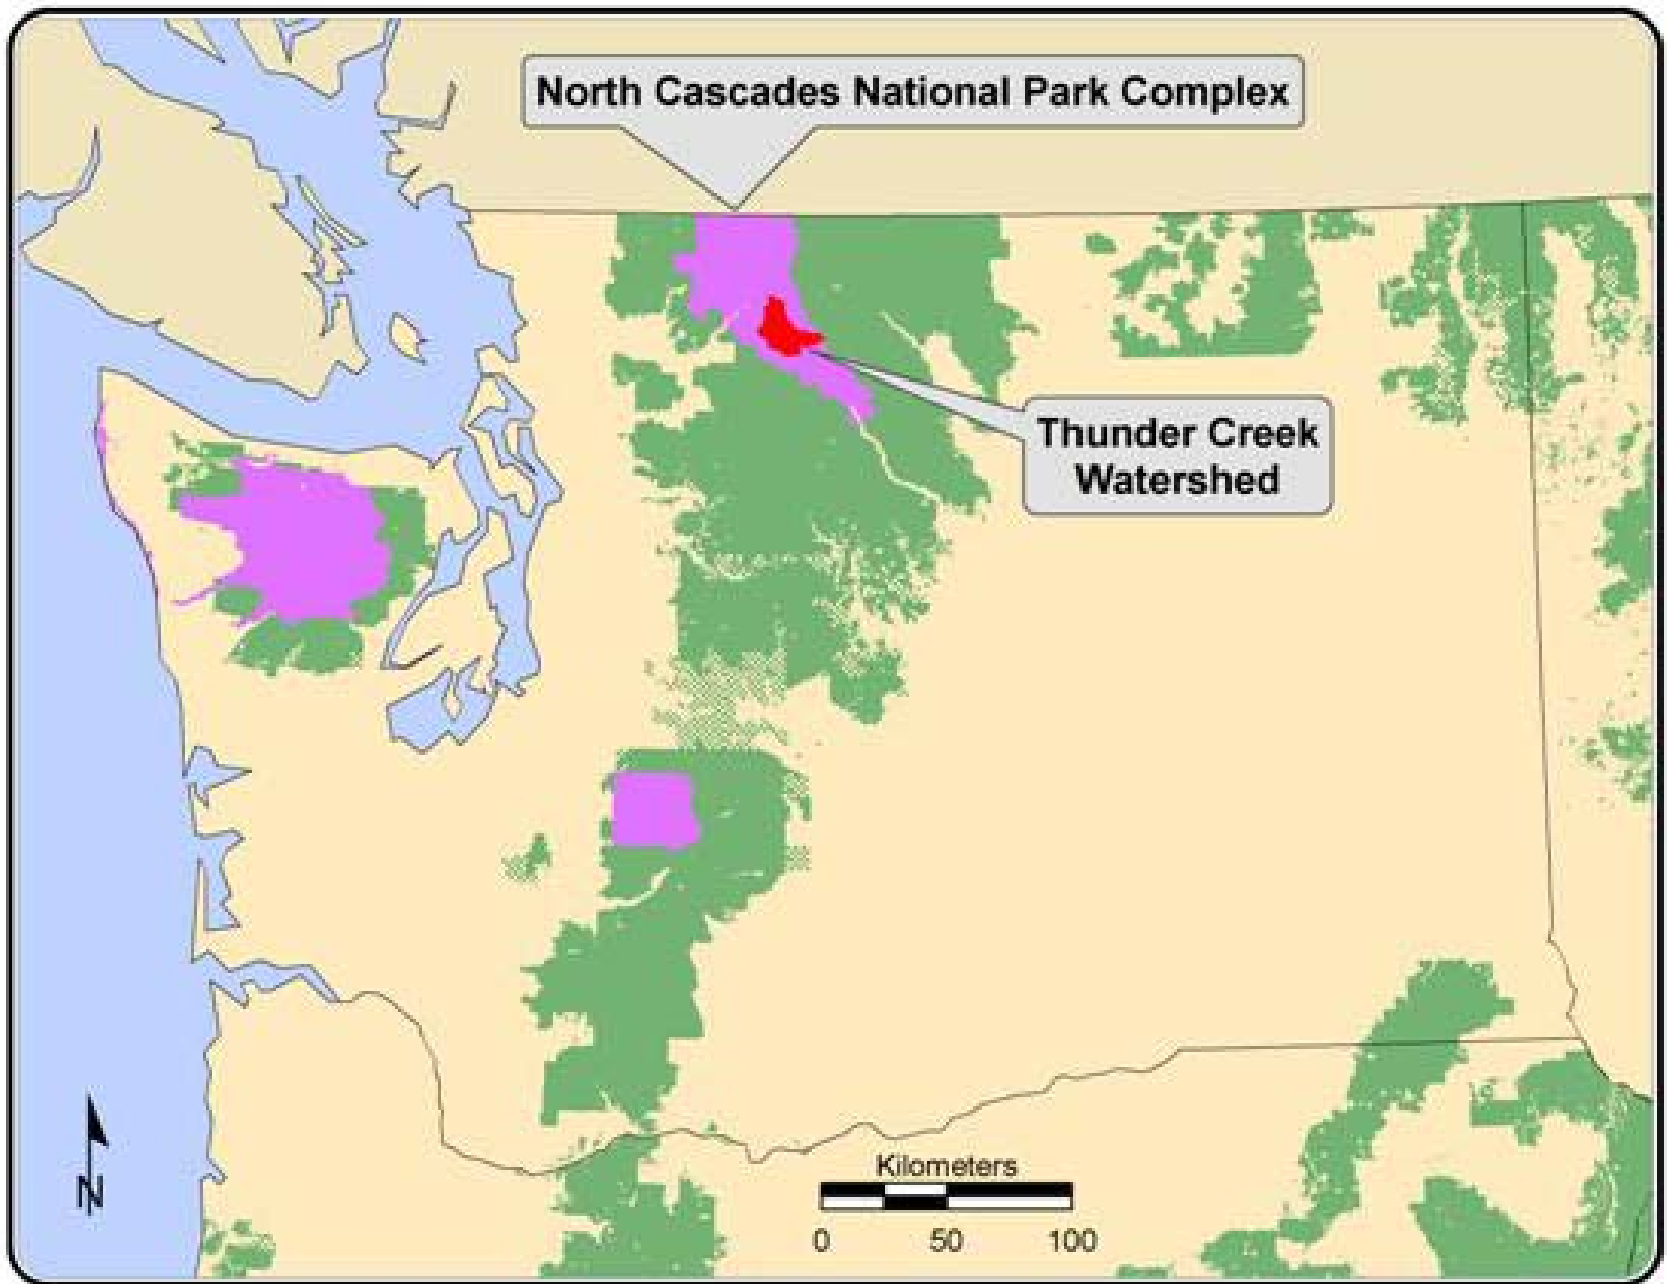 North Cascades National Park Complex
Thunder Creek
Watershed
Kilometers
0 50 100
N